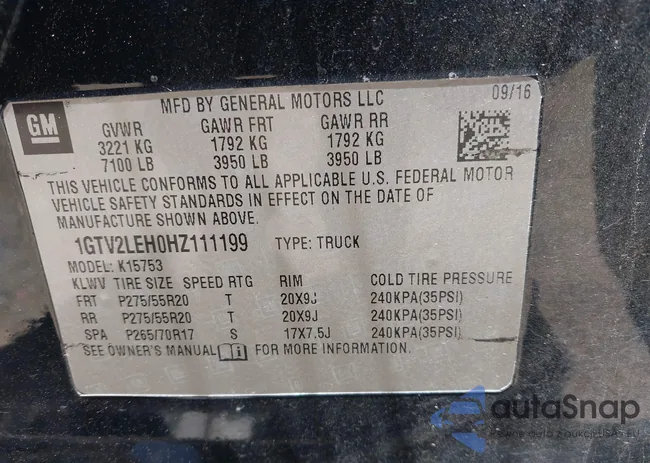 MFD BY GENERAL MOTORS LLC 09/16
GM
GVWR GAWR FRT GAWR RR
3221 KG 1792 KG 1792 KG
7100 LB 3950 LB 3950 LB
THIS VEHICLE CONFORMS TO ALL APPLICABLE U.S. FEDERAL MOTOR
VEHICLE SAFETY STANDARDS IN EFFECT ON THE DATE OF
MANUFACTURE SHOWN ABOVE.
1GTV2LEH0HZ111199 TYPE: TRUCK
MODEL: K15753
KLWV TIRE SIZE SPEED RTG RIM COLD TIRE PRESSURE
FRT P275/55R20 T 20X9J 240KPA(35PSI)
RR P275/55R20 T 20X9J 240KPA(35PSI)
SPA P265/70R17 S 17X7.5J 240KPA(35PSI)
SEE OWNER'S MANUAL FOR MORE INFORMATION.
autoSnap